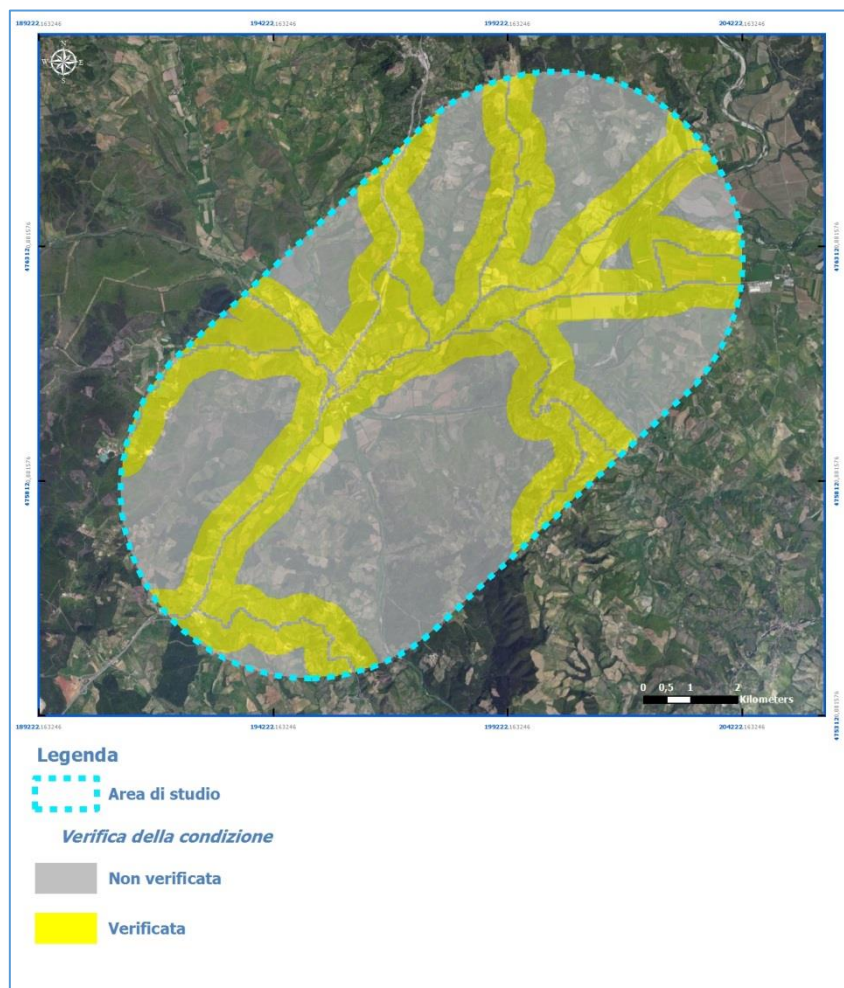 189222,163246 194222,163246 199222,163246 204222,163246
N
W E
S
0 0,5 1 2
Kilometers
189222,163246 194222,163246 199222,163246 204222,163246
Legenda
Area di studio
Verifica della condizione
Non verificata
Verificata